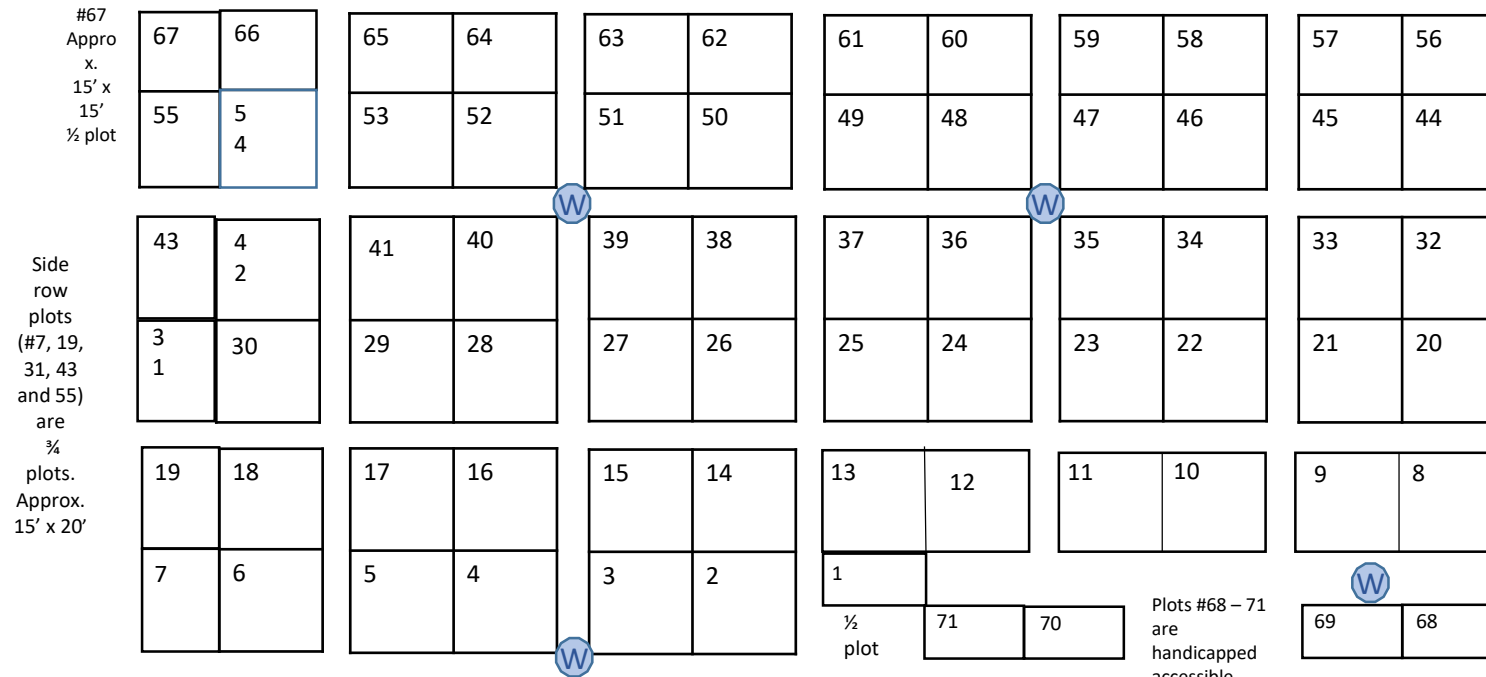 #67
Appro
x.
15’ x
15’
½ plot
67 66 65 64 63 62 61 60 59 58 57 56
55 5
4 53 52 51 50 49 48 47 46 45 44
W W
Side
row
plots
(#7, 19,
31, 43
and 55)
are
¾
plots.
Approx.
15’ x 20’
43 4
2 41 40 39 38 37 36 35 34 33 32
3
1 30 29 28 27 26 25 24 23 22 21 20
19 18 17 16 15 14 13 12 11 10 9 8
7 6 5 4 3 2 1
W
½
plot
71 70
Plots #68 – 71
are
handicapped
accessible
69 68
W